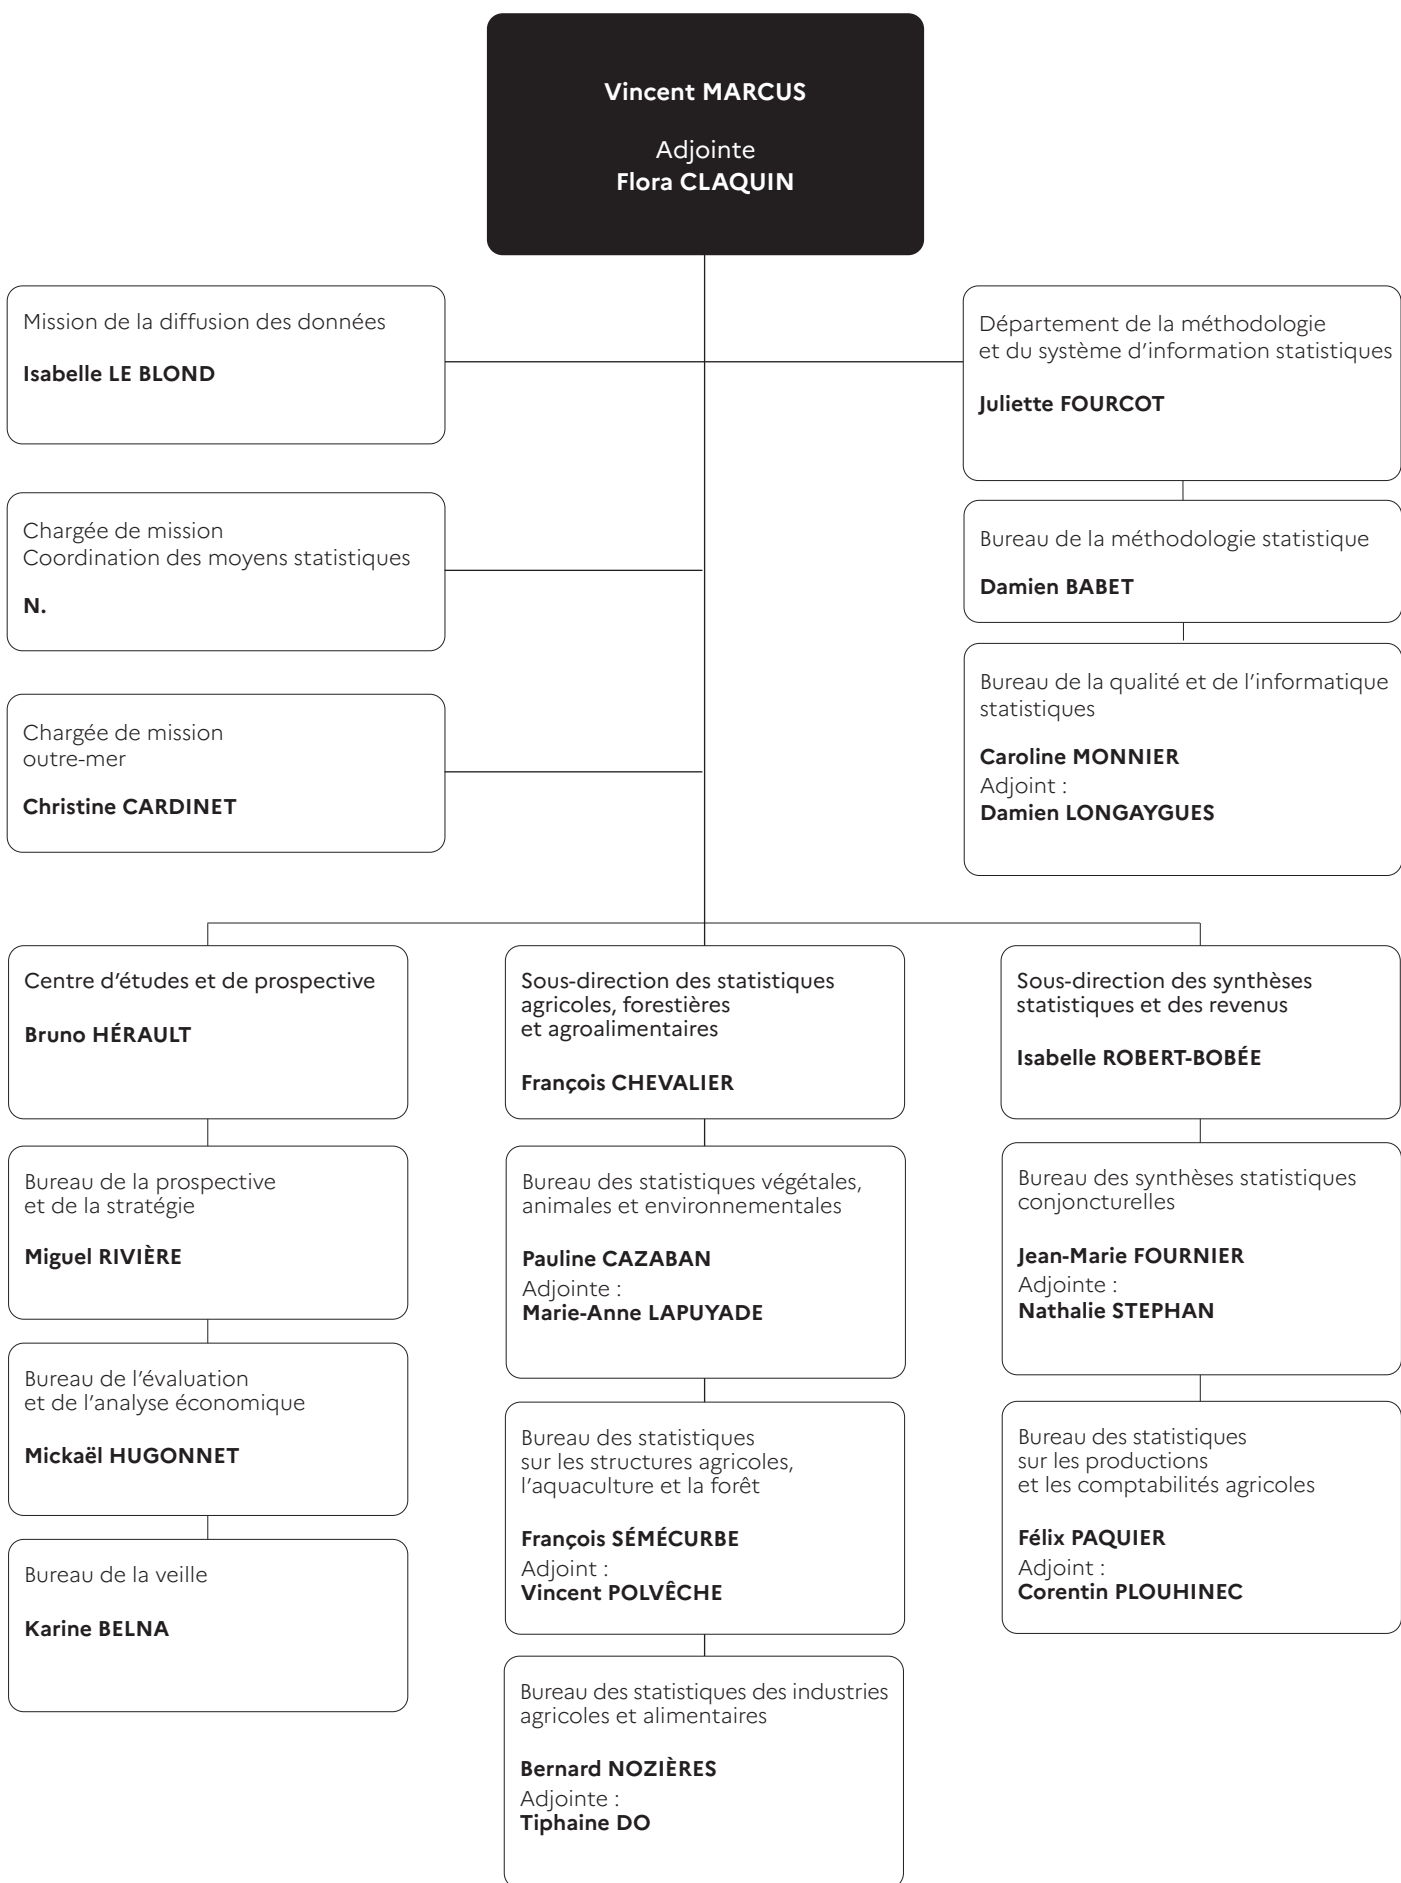 Vincent MARCUS
Adjointe
Flora CLAQUIN
Mission de la diffusion des données
Isabelle LE BLOND
Département de la méthodologie
et du système d'information statistiques
Juliette FOURCOT
Chargée de mission
Coordination des moyens statistiques
N.
Bureau de la méthodologie statistique
Damien BABET
Chargée de mission
outre-mer
Christine CARDINET
Bureau de la qualité et de l'informatique
statistiques
Caroline MONNIER
Adjoint :
Damien LONGAYGUES
Centre d'études et de prospective
Bruno HÉRAULT
Bureau de la prospective
et de la stratégie
Miguel RIVIÈRE
Bureau de l'évaluation
et de l'analyse économique
Mickaël HUGONNET
Bureau de la veille
Karine BELNA
Sous-direction des statistiques
agricoles, forestières
et agroalimentaires
François CHEVALIER
Bureau des statistiques végétales,
animales et environnementales
Pauline CAZABAN
Adjointe :
Marie-Anne LAPUYADE
Bureau des statistiques
sur les structures agricoles,
l'aquaculture et la forêt
François SÉMÉCURBE
Adjoint :
Vincent POLVÊCHE
Bureau des statistiques des industries
agricoles et alimentaires
Bernard NOZIÈRES
Adjointe :
Tiphaine DO
Sous-direction des synthèses
statistiques et des revenus
Isabelle ROBERT-BOBÉE
Bureau des synthèses statistiques
conjoncturelles
Jean-Marie FOURNIER
Adjointe :
Nathalie STEPHAN
Bureau des statistiques
sur les productions
et les comptabilités agricoles
Félix PAQUIER
Adjoint :
Corentin PLOUHINEC